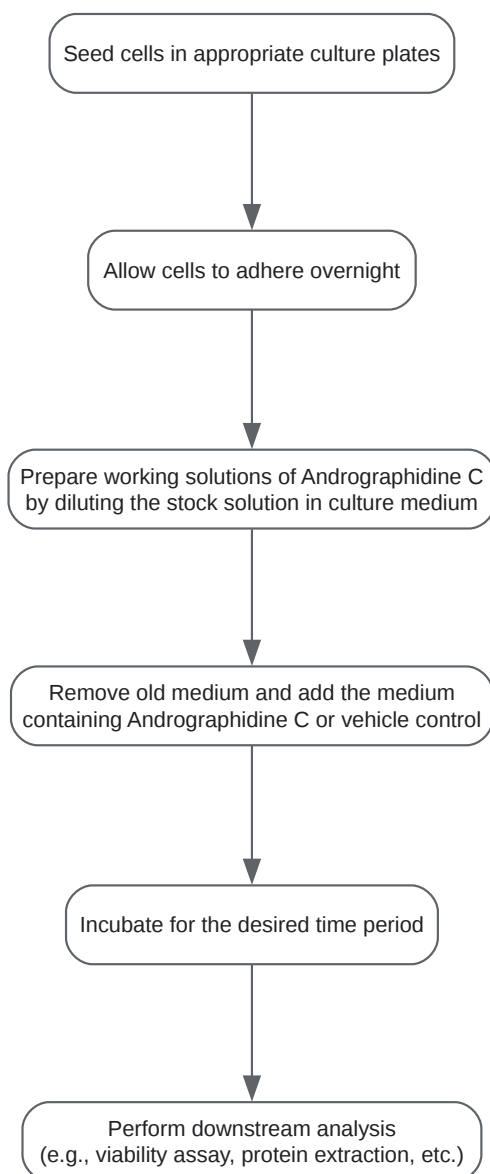 Seed cells in appropriate culture plates
Allow cells to adhere overnight
Prepare working solutions of Andrographidine C
by diluting the stock solution in culture medium
Remove old medium and add the medium
containing Andrographidine C or vehicle control
Incubate for the desired time period
Perform downstream analysis
(e.g., viability assay, protein extraction, etc.)